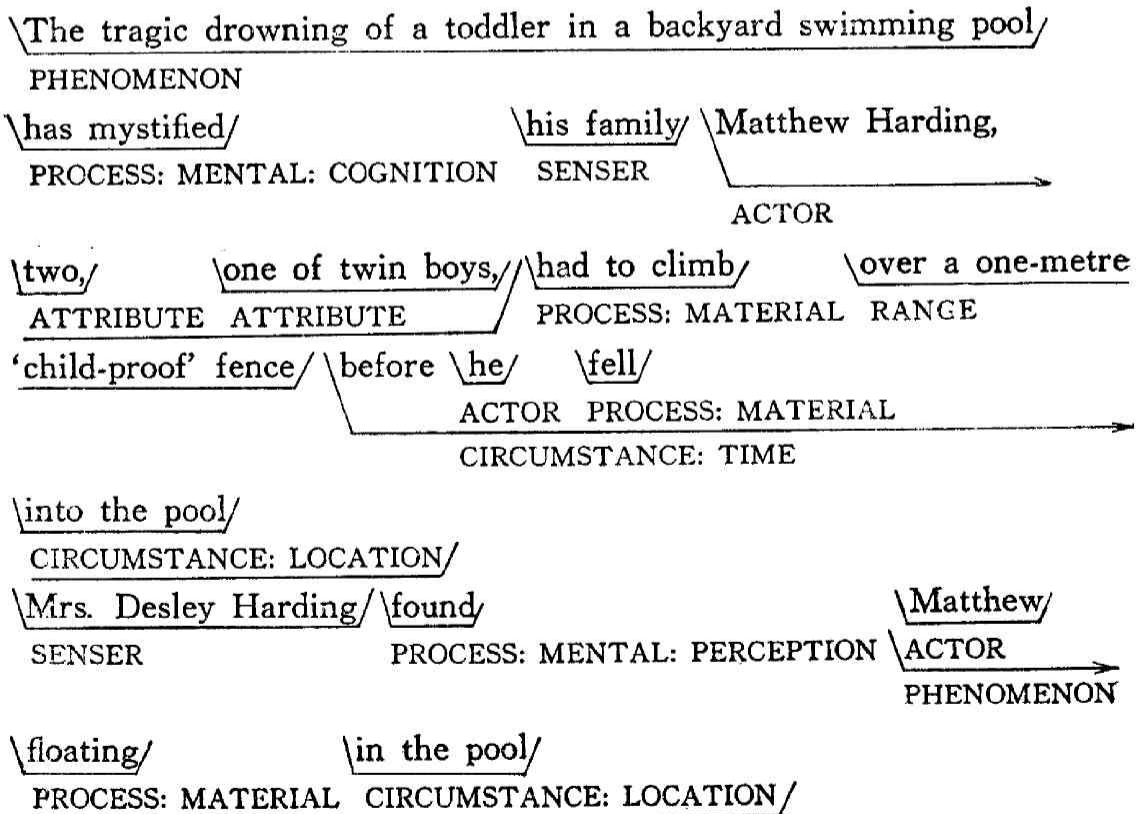 \The tragic drowning of a toddler in a backyard swimming pool/
PHENOMENON
\has mystified/ \his family/ \Matthew Harding,
PROCESS: MENTAL: COGNITION SENSER
ACTOR
\two,/ \one of twin boys,/ / \had to climb/ \over a one-metre
ATTRIBUTE ATTRIBUTE PROCESS: MATERIAL RANGE
‘child-proof’ fence/ \before \he/ \fell/
ACTOR PROCESS: MATERIAL
CIRCUMSTANCE: TIME
\into the pool/
CIRCUMSTANCE: LOCATION/
\Mrs. Desley Harding/ \found/ \Matthew/
SENSER PROCESS: MENTAL: PERCEPTION \ACTOR
PHENOMENON
\floating/ \in the pool/
PROCESS: MATERIAL CIRCUMSTANCE: LOCATION/